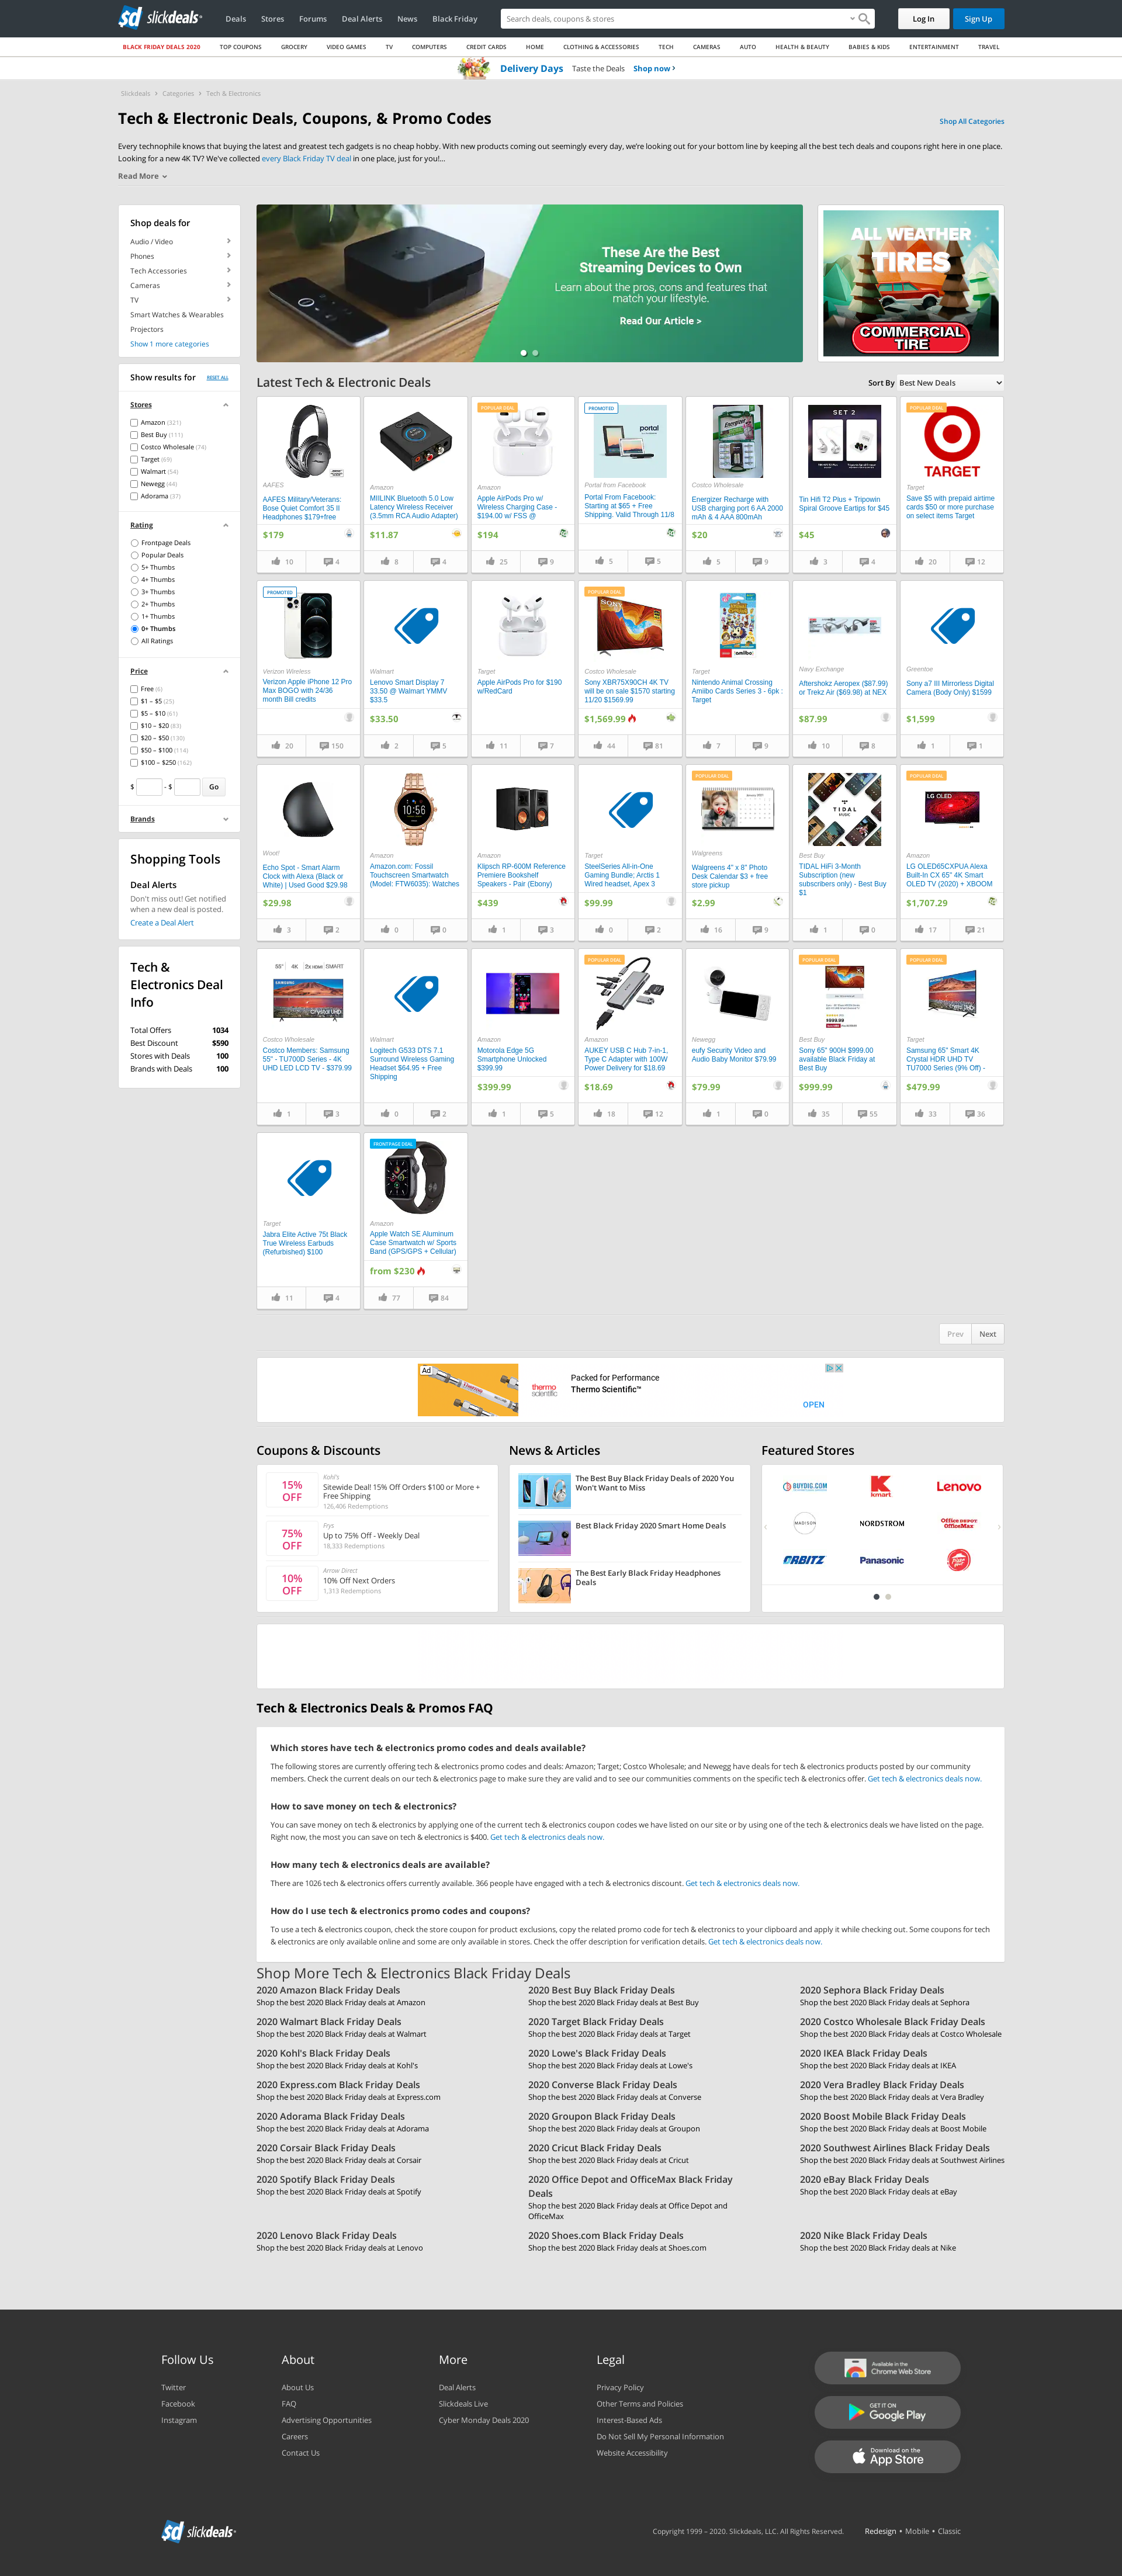 slickdeals
Deals
Stores
Forums
Deal Alerts
News
Black Friday
Search deals, coupons & stores
Log In
Sign Up
BLACK FRIDAY DEALS 2020
TOP COUPONS
GROCERY
VIDEO GAMES
TV
COMPUTERS
CREDIT CARDS
HOME
CLOTHING & ACCESSORIES
TECH
CAMERAS
AUTO
HEALTH & BEAUTY
BABIES & KIDS
ENTERTAINMENT
TRAVEL
Delivery Days Taste the Deals Shop now
Slickdeals > Categories > Tech & Electronics
Tech & Electronic Deals, Coupons, & Promo Codes
Shop All Categories
Every technophile knows that buying the latest and greatest tech gadgets is no cheap hobby. With new products coming out seemingly every day, we're looking out for your bottom line by keeping all the best tech deals and coupons right here in one place.
Looking for a new 4K TV? We've collected every Black Friday TV deal in one place, just for you!...
Read More
Shop deals for
Audio / Video
Phones
Tech Accessories
Cameras
TV
Smart Watches & Wearables
Projectors
Show 1 more categories
Show results for RESET ALL
Stores
Amazon (321)
Best Buy (111)
Costco Wholesale (74)
Target (69)
Walmart (54)
Newegg (44)
Adorama (37)
Rating
Frontpage Deals
Popular Deals
5+ Thumbs
4+ Thumbs
3+ Thumbs
2+ Thumbs
1+ Thumbs
0+ Thumbs
All Ratings
Price
Free (6)
$1 – $5 (25)
$5 – $10 (61)
$10 – $20 (83)
$20 – $50 (130)
$50 – $100 (114)
$100 – $250 (162)
$ - $ Go
Brands
Shopping Tools
Deal Alerts
Don't miss out! Get notified
when a new deal is posted.
Create a Deal Alert
Tech &
Electronics Deal
Info
Total Offers 1034
Best Discount $590
Stores with Deals 100
Brands with Deals 100
These Are the Best
Streaming Devices to Own
Learn about the pros, cons and features that
match your lifestyle.
Read Our Article >
ALL WEATHER
TIRES
COMMERCIAL
TIRE
Latest Tech & Electronic Deals
Sort By Best New Deals
AAFES
AAFES Military/Veterans:
Bose Quiet Comfort 35 II
Headphones $179+free
$179
10 4
Amazon
MIILINK Bluetooth 5.0 Low
Latency Wireless Receiver
(3.5mm RCA Audio Adapter)
$11.87
8 4
POPULAR DEAL
Amazon
Apple AirPods Pro w/
Wireless Charging Case -
$194.00 w/ FSS @
$194
25 9
PROMOTED
portal
Portal from Facebook
Portal From Facebook:
Starting at $65 + Free
Shipping. Valid Through 11/8
5 5
Costco Wholesale
Energizer Recharge with
USB charging port 6 AA 2000
mAh & 4 AAA 800mAh
$20
5 9
SET 2
Tin Hifi T2 Plus + Tripowin
Spiral Groove Eartips for $45
$45
3 4
POPULAR DEAL
TARGET
Target
Save $5 with prepaid airtime
cards $50 or more purchase
on select items Target
20 12
PROMOTED
Verizon Wireless
Verizon Apple iPhone 12 Pro
Max BOGO with 24/36
month Bill credits
20 150
Walmart
Lenovo Smart Display 7
33.50 @ Walmart YMMV
$33.5
$33.50
2 5
Target
Apple AirPods Pro for $190
w/RedCard
11 7
POPULAR DEAL
SONY
Costco Wholesale
Sony XBR75X90CH 4K TV
will be on sale $1570 starting
11/20 $1569.99
$1,569.99
44 81
Target
Nintendo Animal Crossing
Amiibo Cards Series 3 - 6pk :
Target
7 9
Navy Exchange
Aftershokz Aeropex ($87.99)
or Trekz Air ($69.98) at NEX
$87.99
10 8
Greentoe
Sony a7 III Mirrorless Digital
Camera (Body Only) $1599
$1,599
1 1
Woot!
Echo Spot - Smart Alarm
Clock with Alexa (Black or
White) | Used Good $29.98
$29.98
3 2
Amazon
Amazon.com: Fossil
Touchscreen Smartwatch
(Model: FTW6035): Watches
0 0
Amazon
Klipsch RP-600M Reference
Premiere Bookshelf
Speakers - Pair (Ebony)
$439
1 3
Target
SteelSeries All-in-One
Gaming Bundle: Arctis 1
Wired headset, Apex 3
$99.99
0 2
POPULAR DEAL
Walgreens
Walgreens 4" x 8" Photo
Desk Calendar $3 + free
store pickup
$2.99
16 9
TIDAL
MUSIC
Best Buy
TIDAL HiFi 3-Month
Subscription (new
subscribers only) - Best Buy
$1
1 0
POPULAR DEAL
LG OLED
Amazon
LG OLED65CXPUA Alexa
Built-In CX 65" 4K Smart
OLED TV (2020) + XBOOM
$1,707.29
17 21
55" 4K 2x HDMI SMART
SAMSUNG
Crystal UHD
Costco Wholesale
Costco Members: Samsung
55" - TU700D Series - 4K
UHD LED LCD TV - $379.99
1 3
Walmart
Logitech G533 DTS 7.1
Surround Wireless Gaming
Headset $64.95 + Free
Shipping
0 2
Amazon
Motorola Edge 5G
Smartphone Unlocked
$399.99
$399.99
1 5
POPULAR DEAL
Amazon
AUKEY USB C Hub 7-in-1,
Type C Adapter with 100W
Power Delivery for $18.69
$18.69
18 12
Newegg
eufy Security Video and
Audio Baby Monitor $79.99
$79.99
1 0
POPULAR DEAL
$999.99
Best Buy
Sony 65" 900H $999.00
available Black Friday at
Best Buy
$999.99
35 55
POPULAR DEAL
Target
Samsung 65" Smart 4K
Crystal HDR UHD TV
TU7000 Series (9% Off) -
$479.99
33 36
Target
Jabra Elite Active 75t Black
True Wireless Earbuds
(Refurbished) $100
11 4
FRONTPAGE DEAL
Amazon
Apple Watch SE Aluminum
Case Smartwatch w/ Sports
Band (GPS/GPS + Cellular)
from $230
77 84
Prev Next
Ad
thermo
scientific
Packed for Performance
Thermo Scientific™
OPEN
Coupons & Discounts
15%
OFF
Kohl's
Sitewide Deal! 15% Off Orders $100 or More +
Free Shipping
126,406 Redemptions
75%
OFF
Frys
Up to 75% Off - Weekly Deal
18,333 Redemptions
10%
OFF
Arrow Direct
10% Off Next Orders
1,313 Redemptions
News & Articles
The Best Buy Black Friday Deals of 2020 You
Won't Want to Miss
Best Black Friday 2020 Smart Home Deals
The Best Early Black Friday Headphones
Deals
Featured Stores
BUYDIG.COM
kmart
Lenovo
MADISON
NORDSTROM
Office DEPOT
OfficeMax
ORBITZ
Panasonic
Pizza Hut
Tech & Electronics Deals & Promos FAQ
Which stores have tech & electronics promo codes and deals available?
The following stores are currently offering tech & electronics promo codes and deals: Amazon; Target; Costco Wholesale; and Newegg have deals for tech & electronics products posted by our community
members. Check the current deals on our tech & electronics page to make sure they are valid and to see our communities comments on the specific tech & electronics offer. Get tech & electronics deals now.
How to save money on tech & electronics?
You can save money on tech & electronics by applying one of the current tech & electronics coupon codes we have listed on our site or by using one of the tech & electronics deals we have listed on the page.
Right now, the most you can save on tech & electronics is $400. Get tech & electronics deals now.
How many tech & electronics deals are available?
There are 1026 tech & electronics offers currently available. 366 people have engaged with a tech & electronics discount. Get tech & electronics deals now.
How do I use tech & electronics promo codes and coupons?
To use a tech & electronics coupon, check the store coupon for product exclusions, copy the related promo code for tech & electronics to your clipboard and apply it while checking out. Some coupons for tech
& electronics are only available online and some are only available in stores. Check the offer description for verification details. Get tech & electronics deals now.
Shop More Tech & Electronics Black Friday Deals
2020 Amazon Black Friday Deals
Shop the best 2020 Black Friday deals at Amazon
2020 Best Buy Black Friday Deals
Shop the best 2020 Black Friday deals at Best Buy
2020 Sephora Black Friday Deals
Shop the best 2020 Black Friday deals at Sephora
2020 Walmart Black Friday Deals
Shop the best 2020 Black Friday deals at Walmart
2020 Target Black Friday Deals
Shop the best 2020 Black Friday deals at Target
2020 Costco Wholesale Black Friday Deals
Shop the best 2020 Black Friday deals at Costco Wholesale
2020 Kohl's Black Friday Deals
Shop the best 2020 Black Friday deals at Kohl's
2020 Lowe's Black Friday Deals
Shop the best 2020 Black Friday deals at Lowe's
2020 IKEA Black Friday Deals
Shop the best 2020 Black Friday deals at IKEA
2020 Express.com Black Friday Deals
Shop the best 2020 Black Friday deals at Express.com
2020 Converse Black Friday Deals
Shop the best 2020 Black Friday deals at Converse
2020 Vera Bradley Black Friday Deals
Shop the best 2020 Black Friday deals at Vera Bradley
2020 Adorama Black Friday Deals
Shop the best 2020 Black Friday deals at Adorama
2020 Groupon Black Friday Deals
Shop the best 2020 Black Friday deals at Groupon
2020 Boost Mobile Black Friday Deals
Shop the best 2020 Black Friday deals at Boost Mobile
2020 Corsair Black Friday Deals
Shop the best 2020 Black Friday deals at Corsair
2020 Cricut Black Friday Deals
Shop the best 2020 Black Friday deals at Cricut
2020 Southwest Airlines Black Friday Deals
Shop the best 2020 Black Friday deals at Southwest Airlines
2020 Spotify Black Friday Deals
Shop the best 2020 Black Friday deals at Spotify
2020 Office Depot and OfficeMax Black Friday
Deals
Shop the best 2020 Black Friday deals at Office Depot and
OfficeMax
2020 eBay Black Friday Deals
Shop the best 2020 Black Friday deals at eBay
2020 Lenovo Black Friday Deals
Shop the best 2020 Black Friday deals at Lenovo
2020 Shoes.com Black Friday Deals
Shop the best 2020 Black Friday deals at Shoes.com
2020 Nike Black Friday Deals
Shop the best 2020 Black Friday deals at Nike
Follow Us
Twitter
Facebook
Instagram
About
About Us
FAQ
Advertising Opportunities
Careers
Contact Us
More
Deal Alerts
Slickdeals Live
Cyber Monday Deals 2020
Legal
Privacy Policy
Other Terms and Policies
Interest-Based Ads
Do Not Sell My Personal Information
Website Accessibility
Available in the
Chrome Web Store
GET IT ON
Google Play
Download on the
App Store
slickdeals
Copyright 1999 – 2020. Slickdeals, LLC. All Rights Reserved.
Redesign • Mobile • Classic